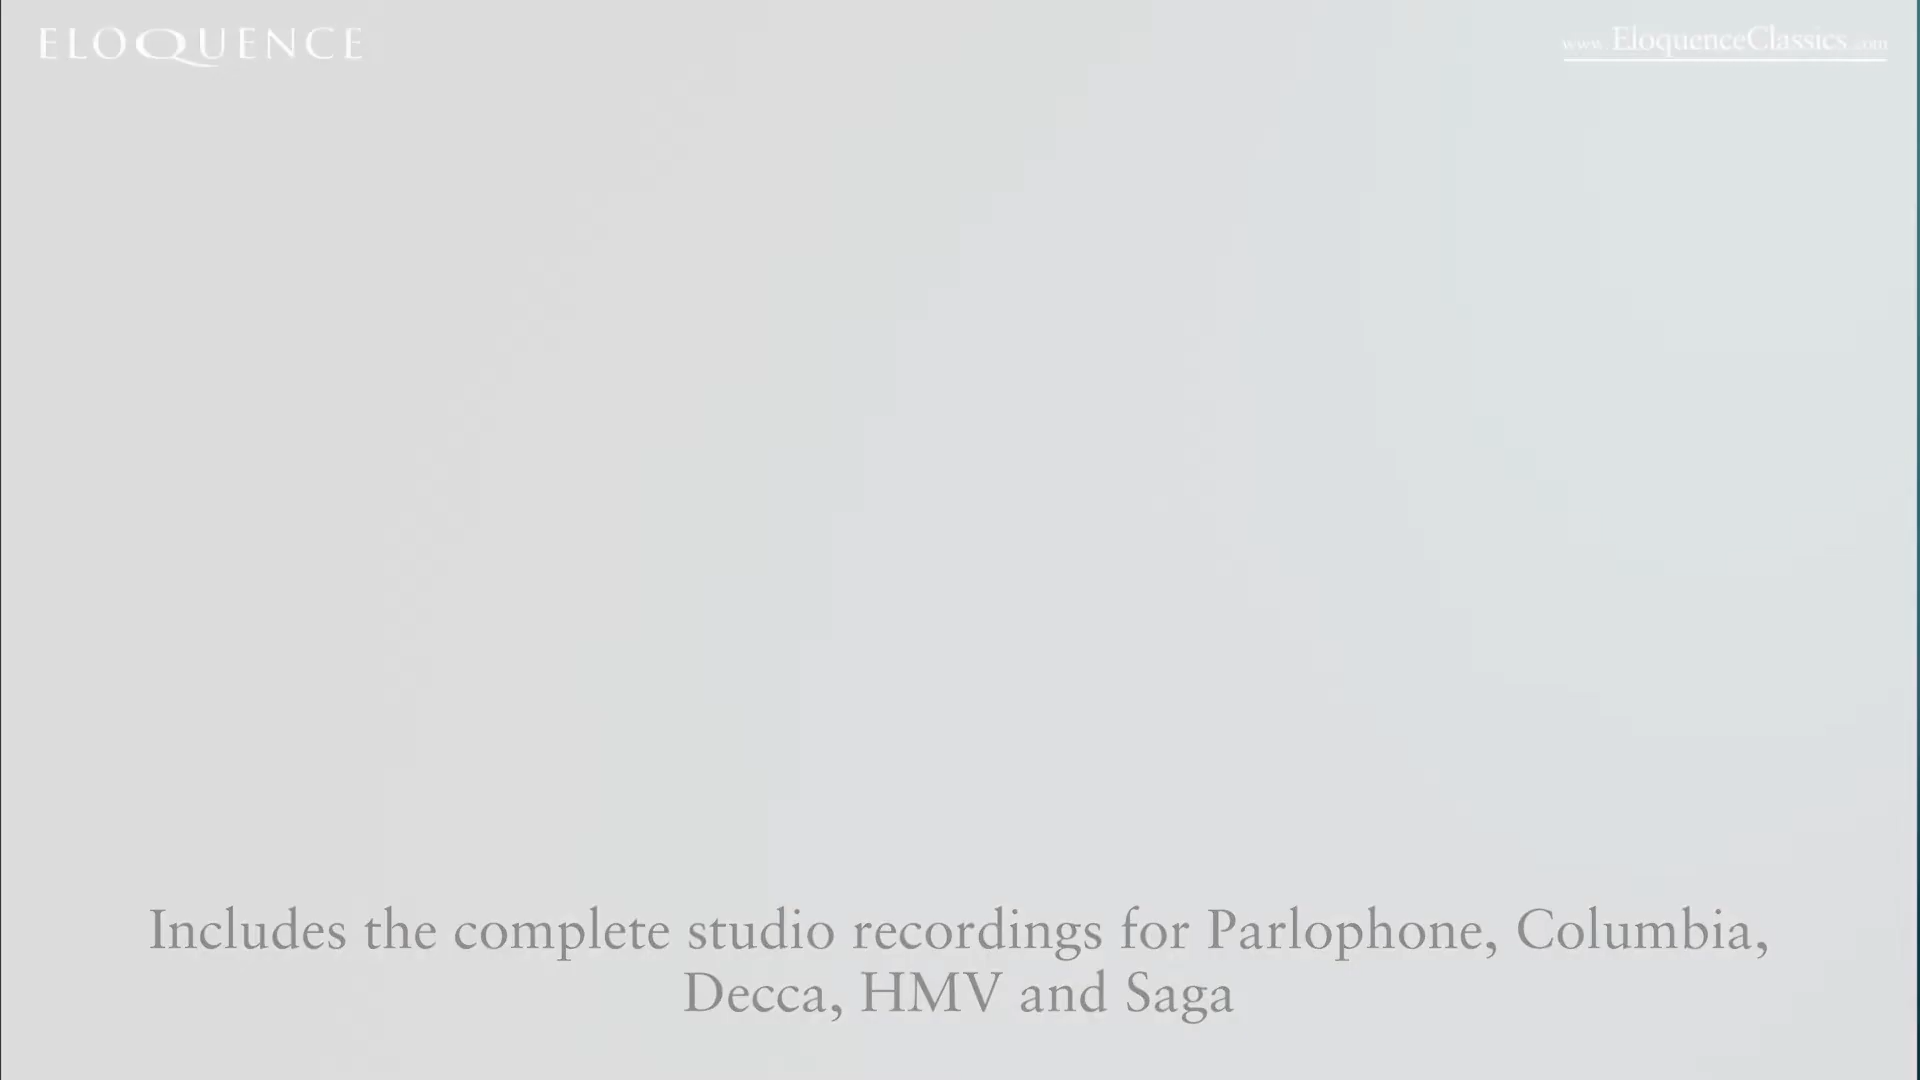 ELOQUENCE
www.EloquenceClassics.com
Includes the complete studio recordings for Parlophone, Columbia,
Decca, HMV and Saga